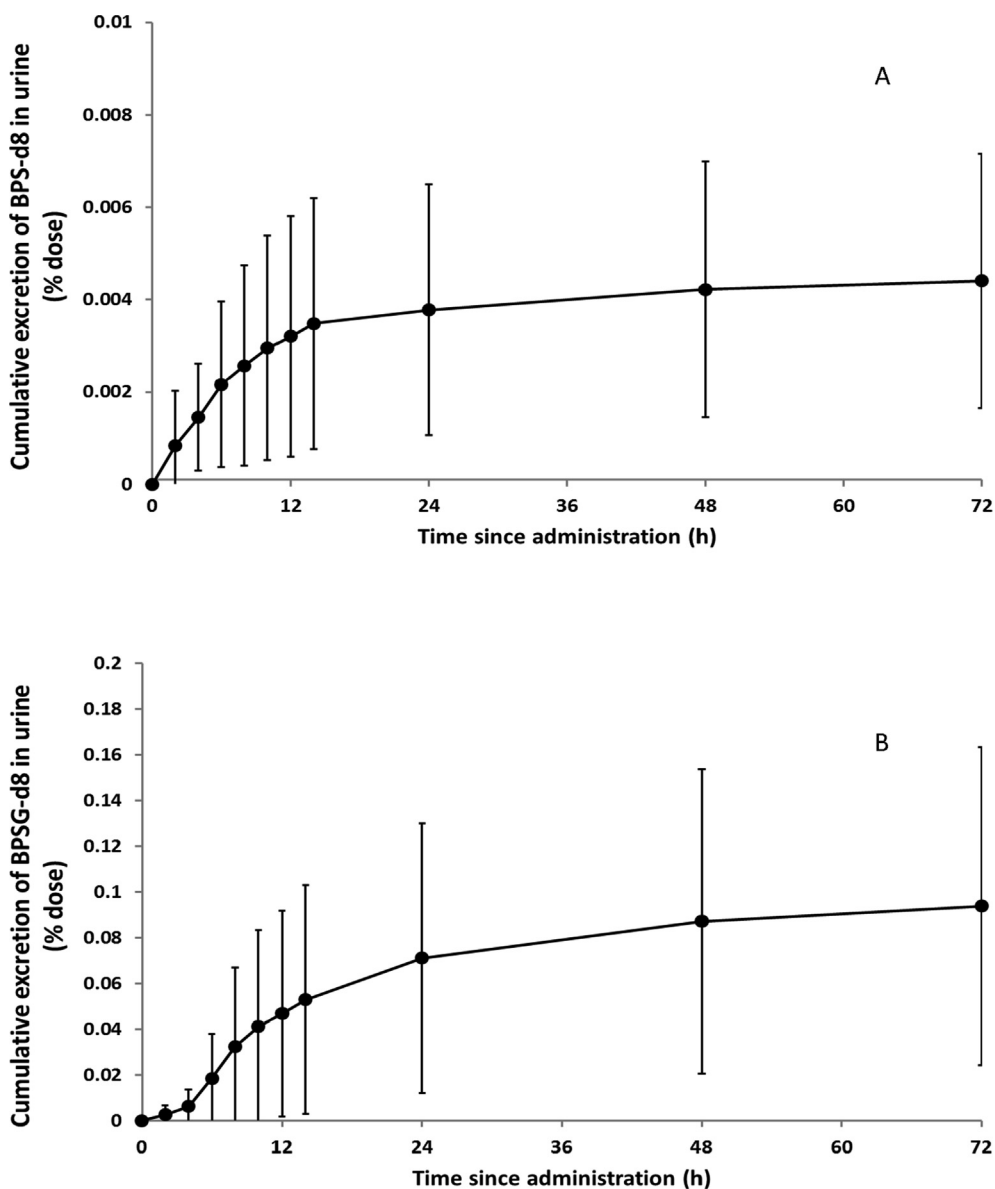 Cumulative excretion of BPS-d8 in urine
(% dose)
0.01
0.008
0.006
0.004
0.002
0
A
0 12 24 36 48 60 72
Time since administration (h)
Cumulative excretion of BPSG-d8 in urine
(% dose)
0.2
0.18
0.16
0.14
0.12
0.1
0.08
0.06
0.04
0.02
0
B
0 12 24 36 48 60 72
Time since administration (h)